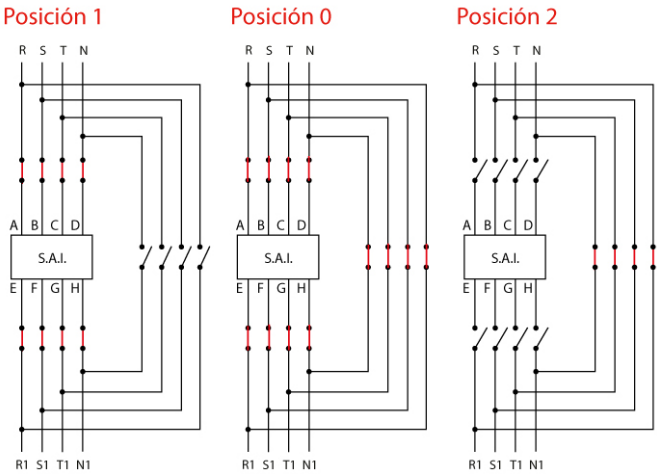 Posición 1 Posición 0 Posición 2
R S T N R S T N R S T N
A B C D A B C D A B C D
S.A.I. S.A.I. S.A.I.
E F G H E F G H E F G H
R1 S1 T1 N1 R1 S1 T1 N1 R1 S1 T1 N1